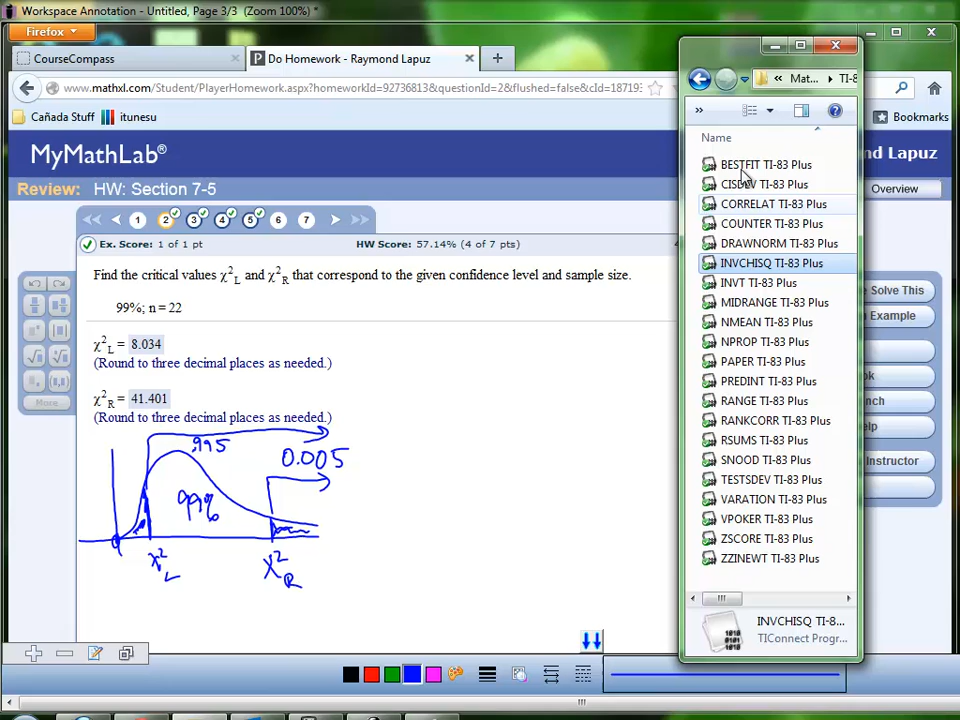 Workspace Annotation - Untitled, Page 3/3 (Zoom 100%) *
Firefox
CourseCompass
Do Homework - Raymond Lapuz
www.mathxl.com/Student/PlayerHomework.aspx?homeworkId=92736813&questionId=2&flushed=false&cId=18719
Cañada Stuff
itunesu
Bookmarks
« Mat... TI-8
»
Name
MyMathLab®
nd Lapuz
Review: HW: Section 7-5
Overview
1 2 3 4 5 6 7
Ex. Score: 1 of 1 pt
HW Score: 57.14% (4 of 7 pts)
Find the critical values χ²L and χ²R that correspond to the given confidence level and sample size.
99%; n = 22
χ²L = 8.034
(Round to three decimal places as needed.)
χ²R = 41.401
(Round to three decimal places as needed.)
.995
0.005
99%
χ²L
χ²R
More
e Solve This
n Example
ok
nch
elp
Instructor
BESTFIT TI-83 Plus
CISDEV TI-83 Plus
CORRELAT TI-83 Plus
COUNTER TI-83 Plus
DRAWNORM TI-83 Plus
INVCHISQ TI-83 Plus
INVT TI-83 Plus
MIDRANGE TI-83 Plus
NMEAN TI-83 Plus
NPROP TI-83 Plus
PAPER TI-83 Plus
PREDINT TI-83 Plus
RANGE TI-83 Plus
RANKCORR TI-83 Plus
RSUMS TI-83 Plus
SNOOD TI-83 Plus
TESTSDEV TI-83 Plus
VARATION TI-83 Plus
VPOKER TI-83 Plus
ZSCORE TI-83 Plus
ZZINEWT TI-83 Plus
INVCHISQ TI-8...
TIConnect Progr...